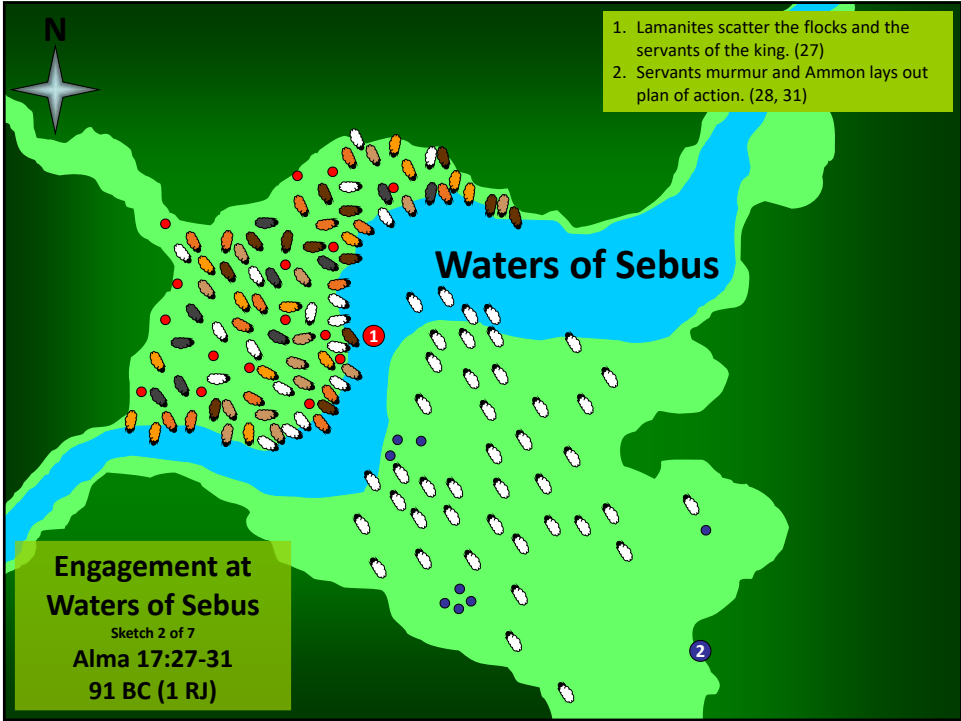 N
1. Lamanites scatter the flocks and the
servants of the king. (27)
2. Servants murmur and Ammon lays out
plan of action. (28, 31)
Waters of Sebus
1
Engagement at
Waters of Sebus
Sketch 2 of 7
Alma 17:27-31
91 BC (1 RJ)
2